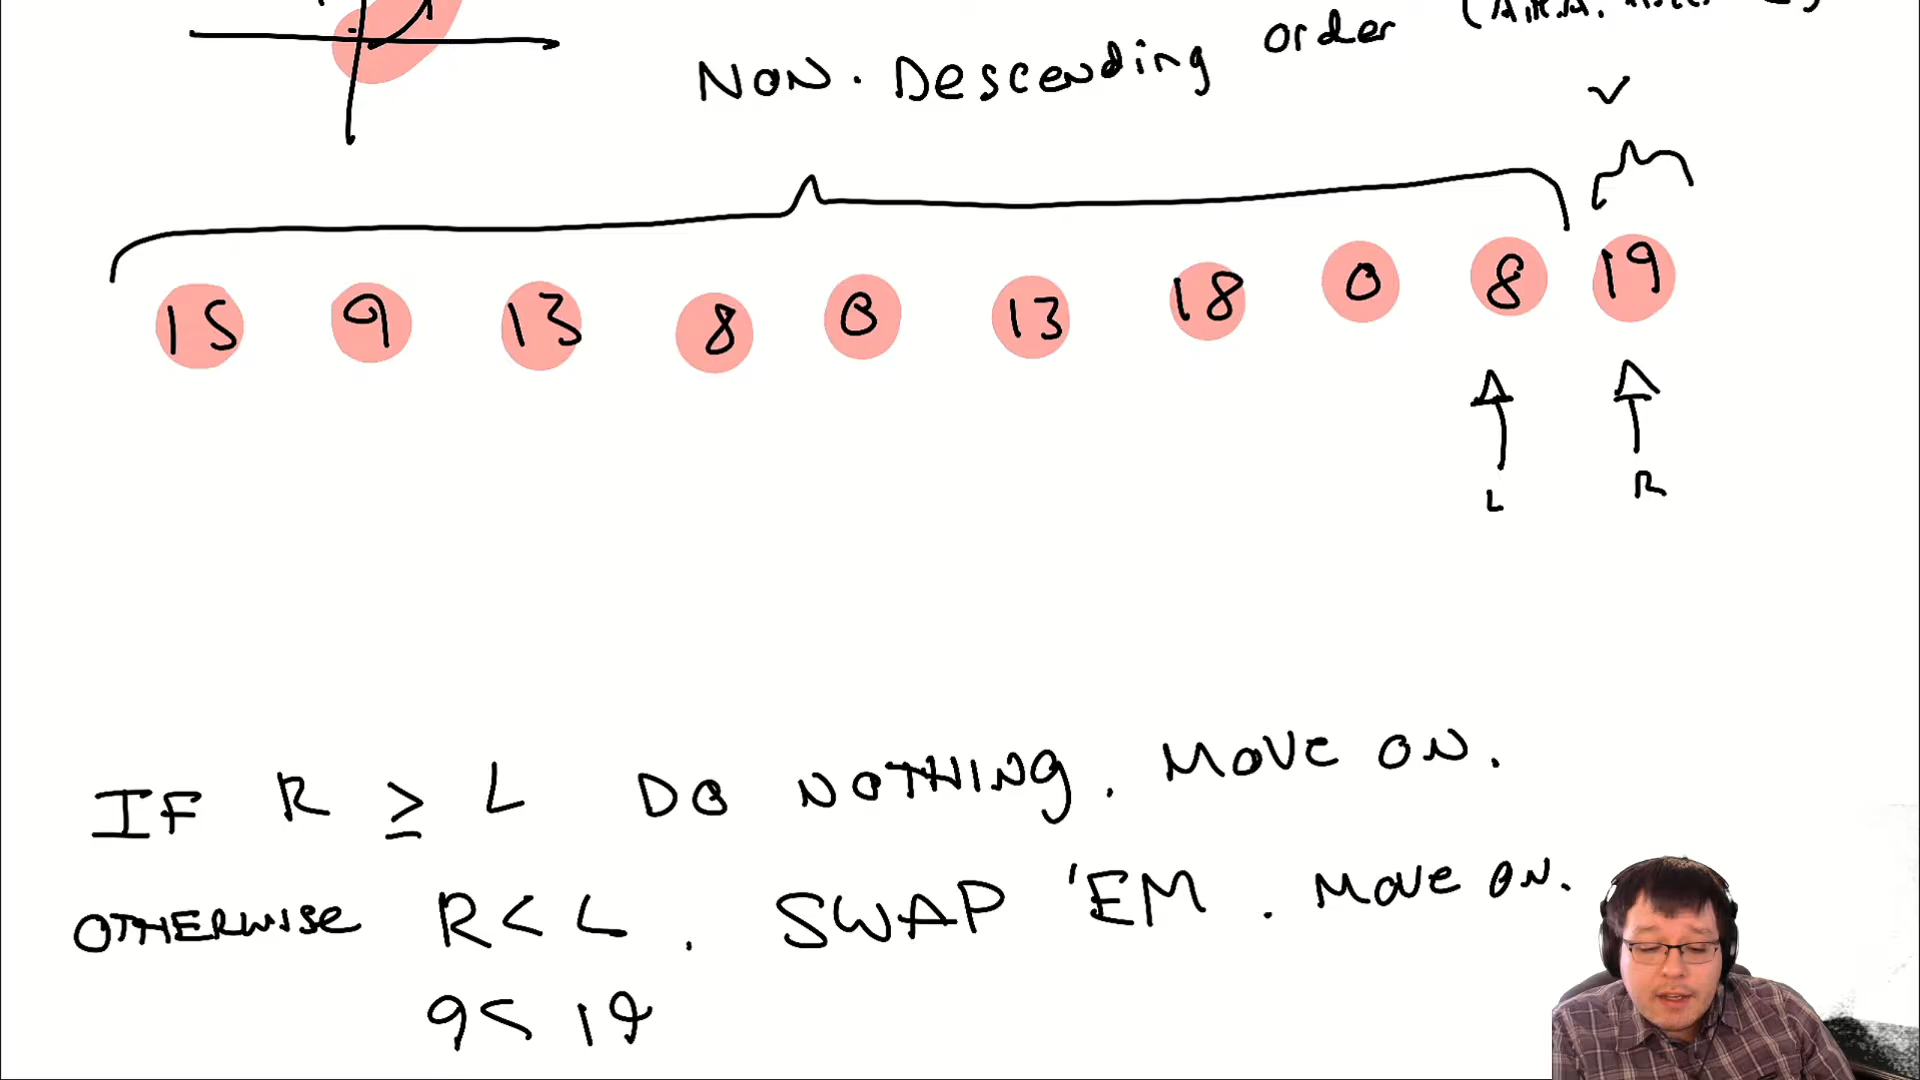 NON. Descending order
15 9 13 8 0 13 18 0 8 19
L R
IF R ≥ L DO NOTHING. MOVE ON.
OTHERWISE R < L. SWAP 'EM. MOVE ON.
9 < 19